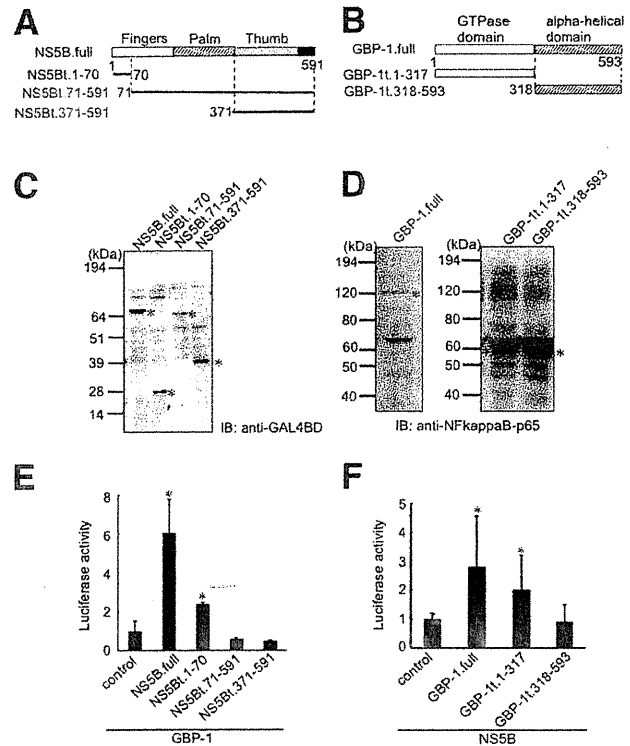 A
NS5B.full
Fingers Palm Thumb
1 591
NS5Bt.1-70 70
NS5Bt.71-591 71
NS5Bt.371-591 371
B
GTPase domain
alpha-helical domain
GBP-1.full
1 593
GBP-1t.1-317
GBP-1t.318-593 318
C
NS5B.full
NS5Bt.1-70
NS5Bt.71-591
NS5Bt.371-591
(kDa)
194
64
51
39
28
14
*
*
*
*
IB: anti-GAL4BD
D
GBP-1.full
(kDa)
194
120
80
60
50
40
*
GBP-1t.1-317
GBP-1t.318-593
(kDa)
194
120
80
60
50
40
*
*
IB: anti-NFkappaB-p65
E
Luciferase activity
8
6
4
2
0
*
*
control
NS5B.full
NS5Bt.1-70
NS5Bt.71-591
NS5Bt.371-591
GBP-1
F
Luciferase activity
5
4
3
2
1
0
*
*
control
GBP-1.full
GBP-1t.1-317
GBP-1t.318-593
NS5B